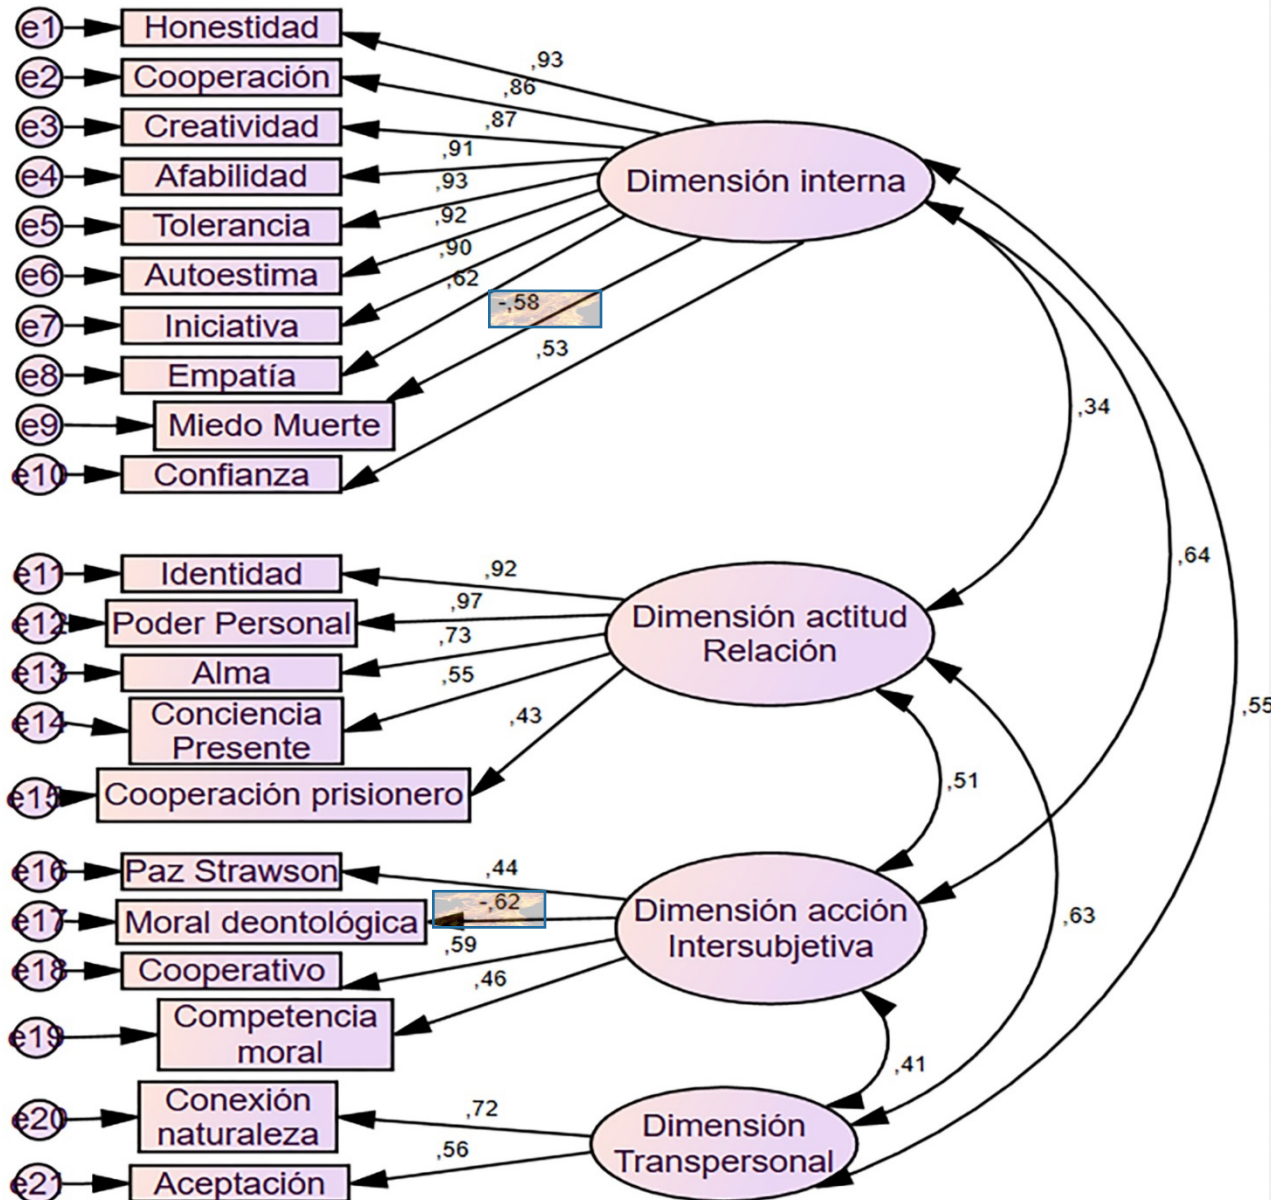 e1 Honestidad
,93
e2 Cooperación
,86
e3 Creatividad
,87
e4 Afabilidad
,91
e5 Tolerancia
,93
e6 Autoestima
,92
e7 Iniciativa
,90
e8 Empatía
,62
e9 Miedo Muerte
-,58
e10 Confianza
,53
Dimensión interna
,34
,64
,55
e11 Identidad
,92
e12 Poder Personal
,97
e13 Alma
,73
e14 Conciencia
Presente
,55
e15 Cooperación prisionero
,43
Dimensión actitud
Relación
,51
,63
e16 Paz Strawson
,44
e17 Moral deontológica
-,62
e18 Cooperativo
,59
e19 Competencia
moral
,46
Dimensión acción
Intersubjetiva
,41
e20 Conexión
naturaleza
,72
e21 Aceptación
,56
Dimensión
Transpersonal